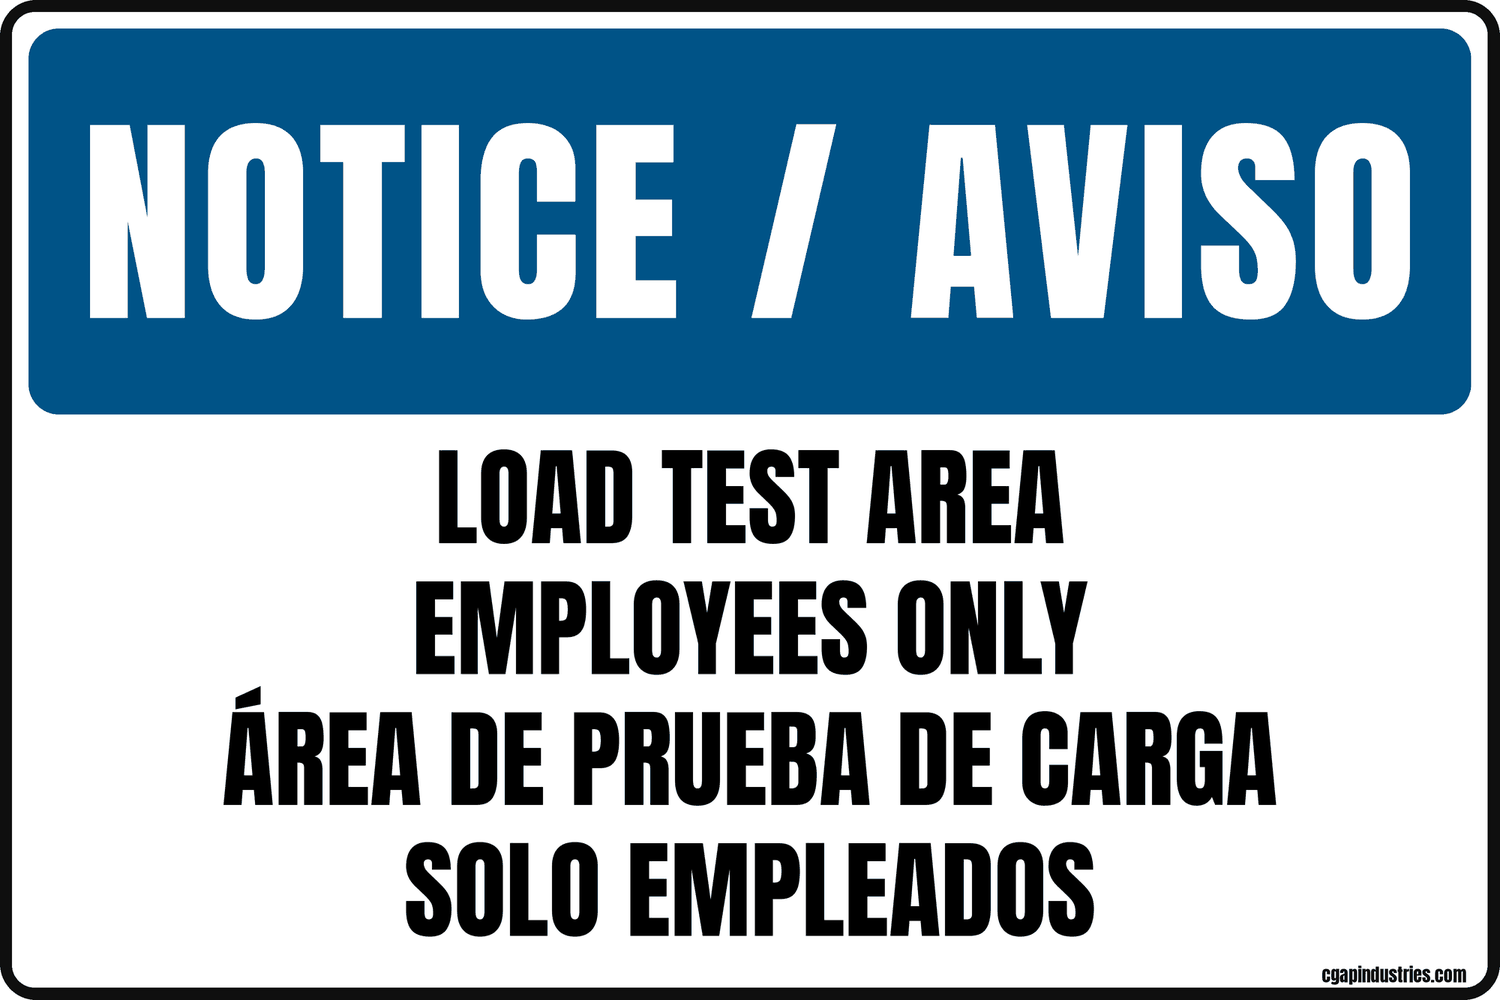 NOTICE / AVISO
LOAD TEST AREA
EMPLOYEES ONLY
ÁREA DE PRUEBA DE CARGA
SOLO EMPLEADOS
cgapindustries.com